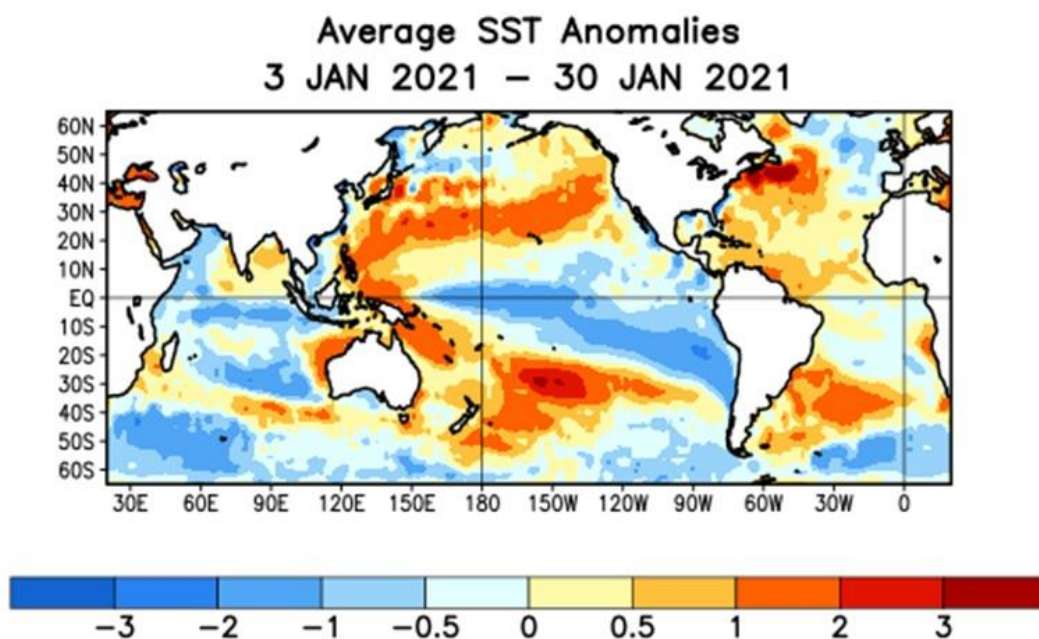 Average SST Anomalies
3 JAN 2021 – 30 JAN 2021
60N
50N
40N
30N
20N
10N
EQ
10S
20S
30S
40S
50S
60S
30E 60E 90E 120E 150E 180 150W 120W 90W 60W 30W 0
−3 −2 −1 −0.5 0 0.5 1 2 3